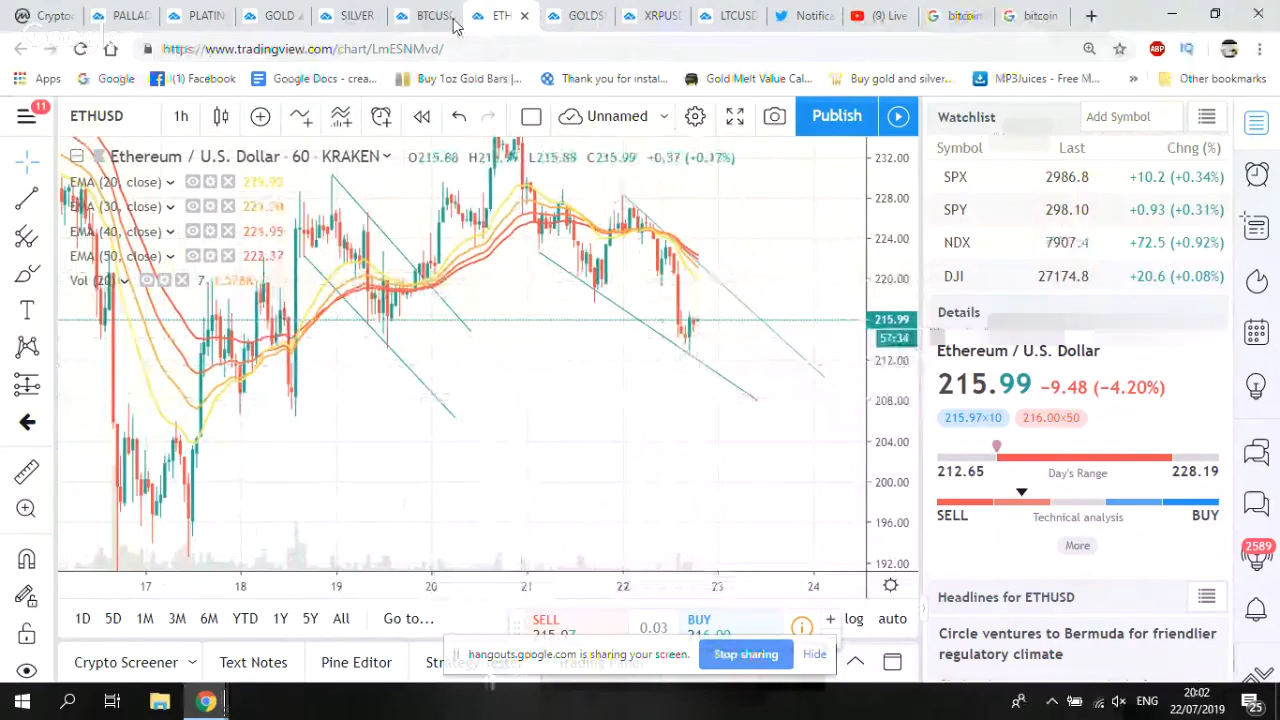 Crypto PALLAD PLATIN GOLD SILVER BTCUS ETH GOLDS XRPUSD LTCUSD Notifica (9) Live bitcoin bitcoin
https://www.tradingview.com/chart/LmESNMvd/
Apps Google (1) Facebook Google Docs - crea... Buy 1oz Gold Bars |... Thank you for instal... Gold Melt Value Cal... Buy gold and silver... MP3Juices - Free M... » Other bookmarks
11
ETHUSD 1h Unnamed Publish
Ethereum / U.S. Dollar 60 KRAKEN O215.88 L215.88 C215.99
EMA (20, close)
EMA (30, close)
EMA (40, close)
EMA (50, close)
Vol (20)
232.00
228.00
224.00
220.00
215.99
57:34
212.00
208.00
204.00
200.00
196.00
192.00
17 18 19 20 21 22 23 24
1D 5D 1M 3M 6M YTD 1Y 5Y All Go to... log auto
SELL 0.03 BUY
hangouts.google.com is sharing your screen. Stop sharing Hide
Crypto Screener Text Notes Pine Editor
Watchlist Add Symbol
Symbol Last Chng (%)
SPX 2986.8 +10.2 (+0.34%)
SPY 298.10 +0.93 (+0.31%)
NDX 7907.4 +72.5 (+0.92%)
DJI 27174.8 +20.6 (+0.08%)
Details
Ethereum / U.S. Dollar
215.99 −9.48 (−4.20%)
215.97×10 216.00×50
212.65 Day's Range 228.19
SELL Technical analysis BUY
More
Headlines for ETHUSD
Circle ventures to Bermuda for friendlier
regulatory climate
2589
ENG
20:02
22/07/2019
25